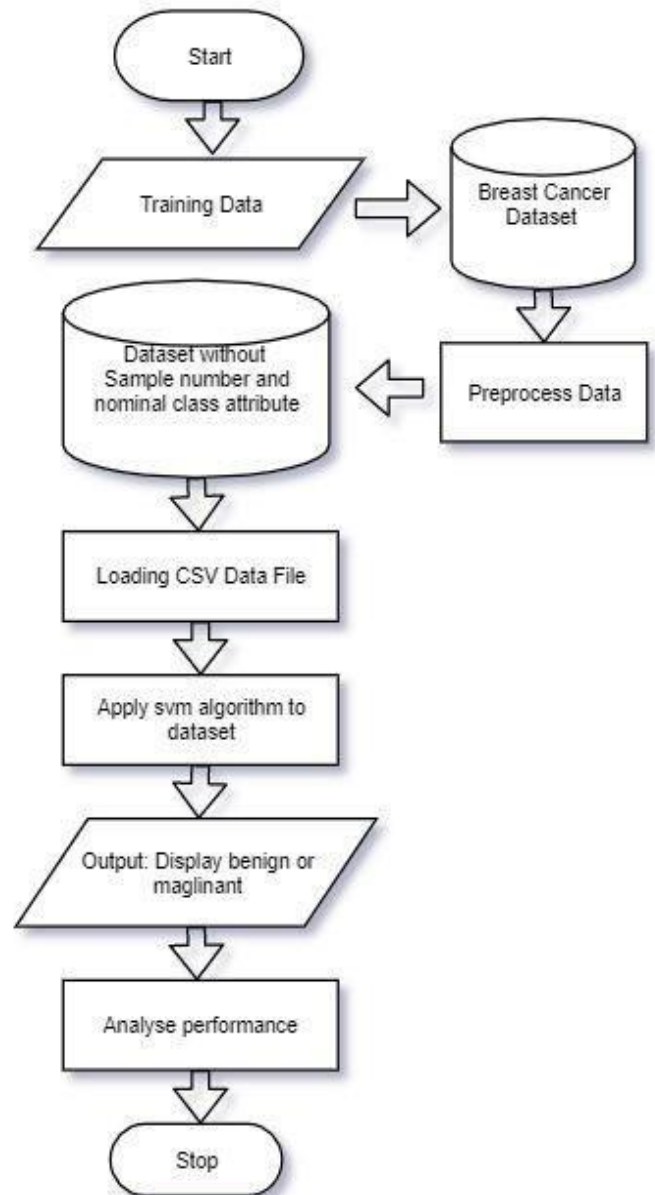 Start
Training Data
Breast Cancer
Dataset
Preprocess Data
Dataset without
Sample number and
nominal class attribute
Loading CSV Data File
Apply svm algorithm to
dataset
Output: Display benign or
maglinant
Analyse performance
Stop